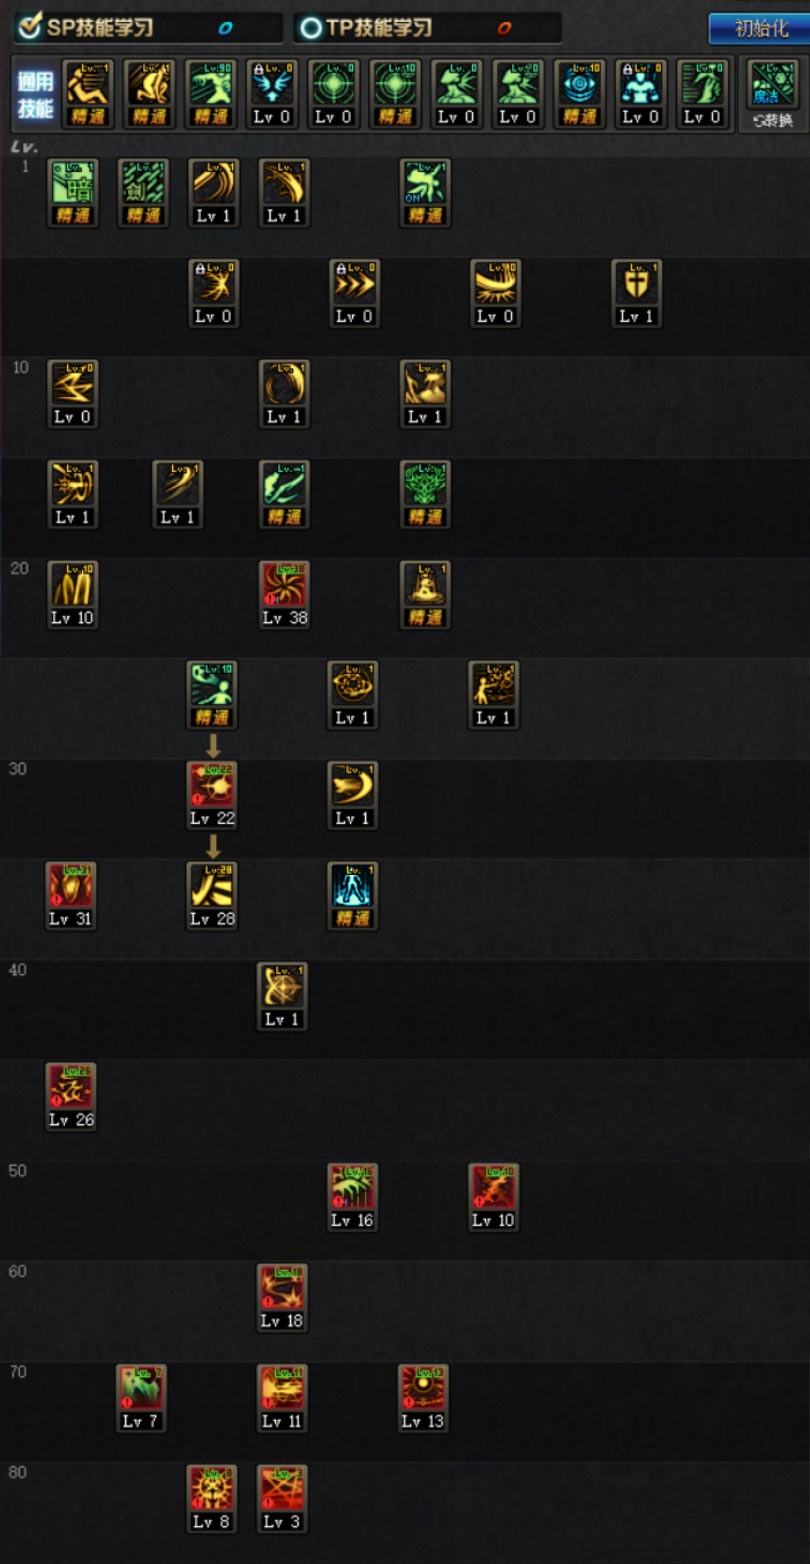 SP技能学习 0 TP技能学习 0 初始化
通用技能 精通 精通 精通 Lv 0 Lv 0 精通 Lv 0 Lv 0 精通 Lv 0 Lv 0 魔法 转换
Lv.
1 暗 精通 剑 精通 Lv 1 Lv 1 ON 精通
Lv 0 Lv 0 Lv 0 Lv 1
10 Lv 0 Lv 1 Lv 1
Lv 1 Lv 1 精通 精通
20 Lv 10 Lv 38 精通
精通 Lv 1 Lv 1
30 Lv 22 Lv 1
Lv 31 Lv 28 精通
40 Lv 1
Lv 26
50 Lv 16 Lv 10
60 Lv 18
70 Lv 7 Lv 11 Lv 13
80 Lv 8 Lv 3